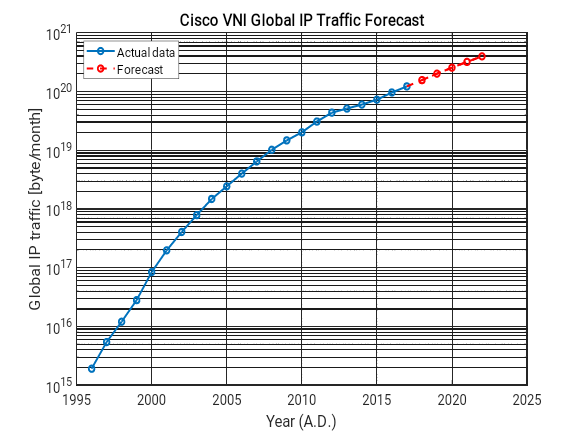 Cisco VNI Global IP Traffic Forecast
Actual data
Forecast
Global IP traffic [byte/month]
10^21
10^20
10^19
10^18
10^17
10^16
10^15
1995 2000 2005 2010 2015 2020 2025
Year (A.D.)